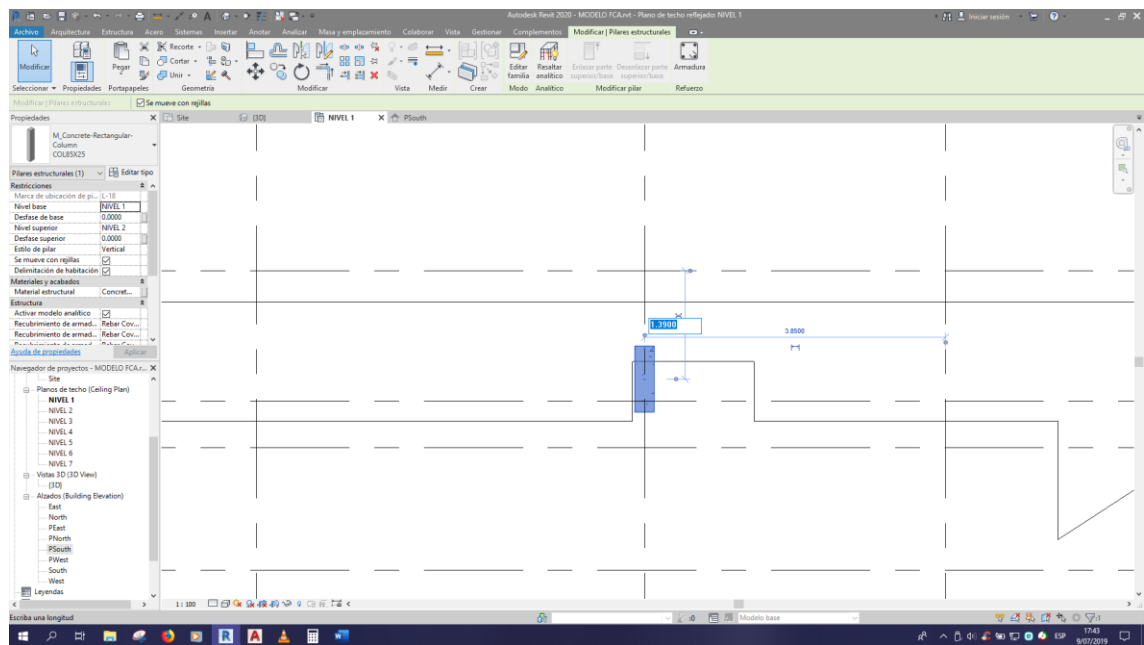 Autodesk Revit 2020 - MODELO FCA.rvt - Plano de techo reflejado: NIVEL 1
Iniciar sesión
Archivo Arquitectura Estructura Acero Sistemas Insertar Anotar Analizar Masa y emplazamiento Colaborar Vista Gestionar Complementos Modificar | Pilares estructurales
Modificar
Pegar
Recorte
Cortar
Unir
Editar familia
Resaltar analítico
Enlazar parte superior/base
Desenlazar parte superior/base
Armadura
Seleccionar Propiedades Portapapeles Geometría Modificar Vista Medir Crear Modo Analítico Modificar pilar Refuerzo
Modificar | Pilares estructurales Se mueve con rejillas
Propiedades
Site {3D} NIVEL 1 PSouth
M_Concrete-Rectangular-
Column
COL85X25
Pilares estructurales (1) Editar tipo
Restricciones
Marca de ubicación de pi... L-18
Nivel base NIVEL 1
Desfase de base 0.0000
Nivel superior NIVEL 2
Desfase superior 0.0000
Estilo de pilar Vertical
Se mueve con rejillas
Delimitación de habitación
Materiales y acabados
Material estructural Concret...
Estructura
Activar modelo analítico
Recubrimiento de armad... Rebar Cov...
Recubrimiento de armad... Rebar Cov...
Ayuda de propiedades Aplicar
1.3900
3.8500
Navegador de proyectos - MODELO FCA.r...
Site
Planos de techo (Ceiling Plan)
NIVEL 1
NIVEL 2
NIVEL 3
NIVEL 4
NIVEL 5
NIVEL 6
NIVEL 7
Vistas 3D (3D View)
{3D}
Alzados (Building Elevation)
East
North
PEast
PNorth
PSouth
PWest
South
West
Leyendas
1 : 100
Escriba una longitud
:0
Modelo base
:1
ESP
17:43
9/07/2019